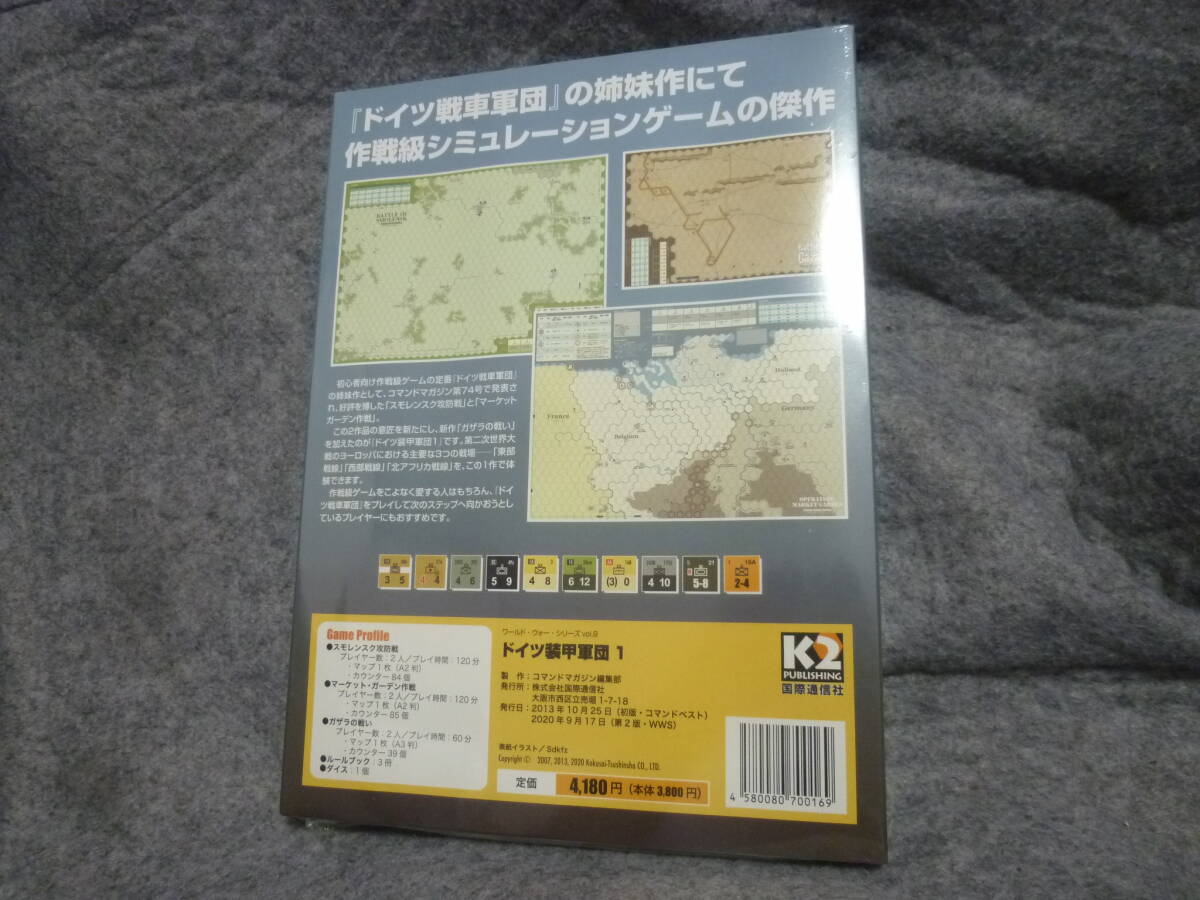 『ドイツ戦車軍団』の姉妹作にて
作戦級シミュレーションゲームの傑作
BATTLE OF
SMOLENSK
France
Belgium
Holland
Germany
OPERATION
MARKET GARDEN
初心者向け作戦級ゲームの定番『ドイツ戦車軍団』
の姉妹作として、コマンドマガジン第74号で発表さ
れ、好評を博した「スモレンスク攻防戦」と「マーケット
ガーデン作戦」。
この2作品の意匠を新たにし、新作「ガザラの戦い」
を加えたのが『ドイツ装甲軍団1』です。第二次世界大
戦のヨーロッパにおける主要な3つの戦場──「東部
戦線」「西部戦線」「北アフリカ戦線」を、この1作で体
験できます。
作戦級ゲームをこよなく愛する人はもちろん、『ドイ
ツ戦車軍団』をプレイして次のステップへ向かおうとし
ているプレイヤーにもおすすめです。
3 5
4 4
4 6
5 9
4 8
6 12
(3) 0
4 10
5-8
2-4
Game Profile
●スモレンスク攻防戦
プレイヤー数：2人／プレイ時間：120分
・マップ1枚（A2判）
・カウンター84個
●マーケット・ガーデン作戦
プレイヤー数：2人／プレイ時間：120分
・マップ1枚（A2判）
・カウンター85個
●ガザラの戦い
プレイヤー数：2人／プレイ時間：60分
・マップ1枚（A3判）
・カウンター39個
●ルールブック：3冊
●ダイス：1個
ワールド・ウォー・シリーズ vol.9
ドイツ装甲軍団 1
製 作：コマンドマガジン編集部
発行所：株式会社国際通信社
大阪市西区立売堀1-7-18
発行日：2013年10月25日（初版・コマンドベスト）
2020年9月17日（第2版・WWS）
表紙イラスト／Sdkfz
Copyright © 2007, 2013, 2020 Kokusai-Tsushinsha CO., LTD.
定価 4,180円（本体3,800円）
K2
PUBLISHING
国際通信社
4 580080 700169